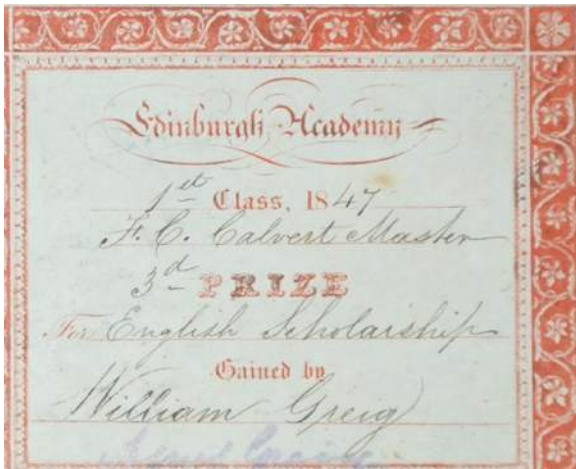 Edinburgh Academy
1st Class, 1847
F. C. Calvert Master
3d PRIZE
For English Scholarship
Gained by
William Greig